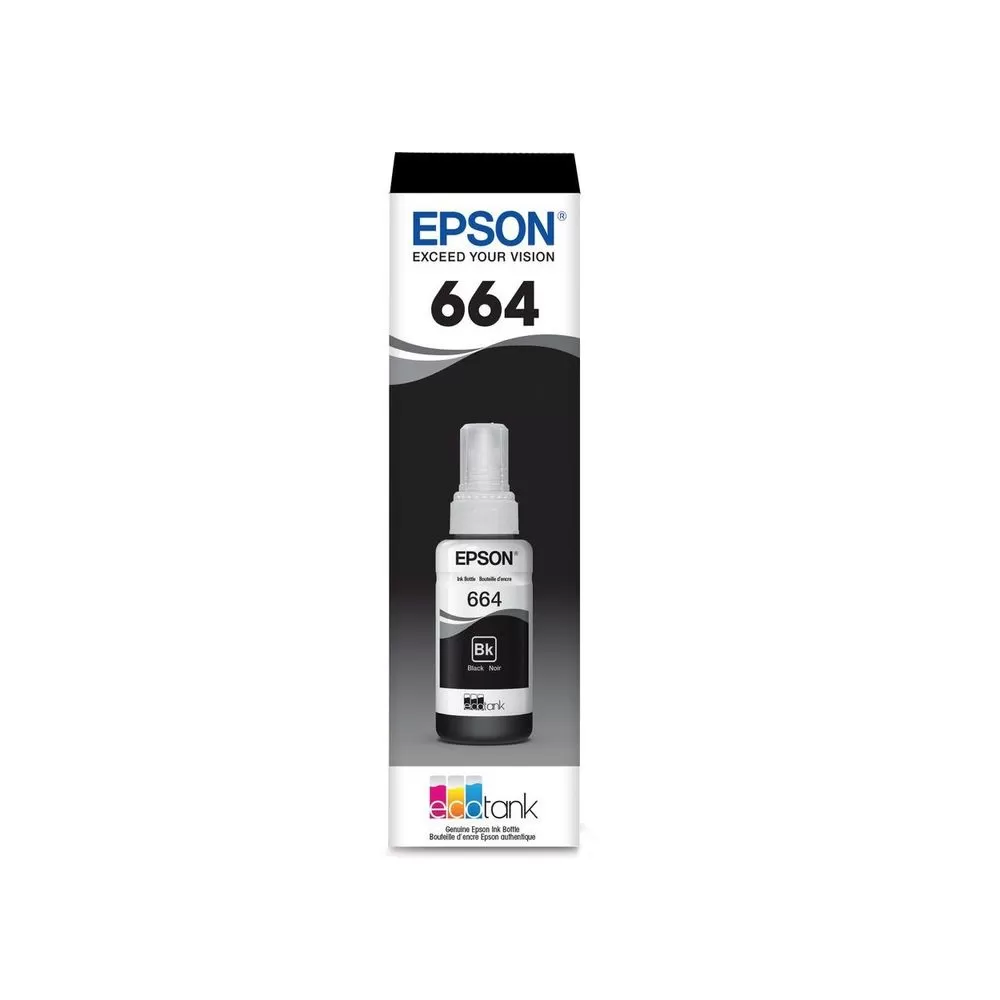 EPSON®
EXCEED YOUR VISION
664
EPSON®
Ink Bottle Bouteille d'encre
664
Bk
Black Noir
ecotank
ecotank
Genuine Epson Ink Bottle
Bouteille d'encre Epson authentique